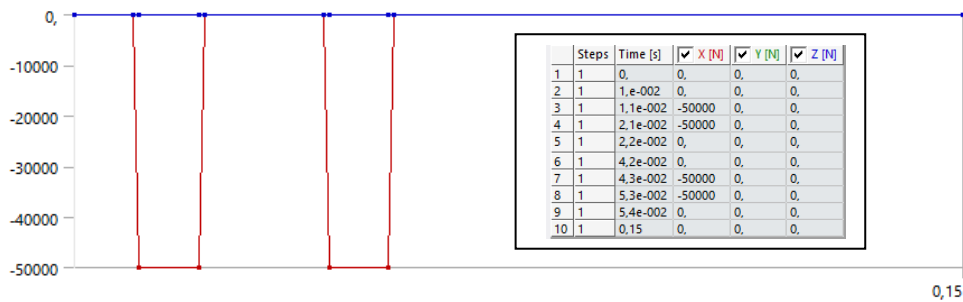 0,
-10000
-20000
-30000
-40000
-50000
0,15
Steps Time [s] X [N] Y [N] Z [N]
1 1 0, 0, 0, 0,
2 1 1,e-002 0, 0, 0,
3 1 1,1e-002 -50000 0, 0,
4 1 2,1e-002 -50000 0, 0,
5 1 2,2e-002 0, 0, 0,
6 1 4,2e-002 0, 0, 0,
7 1 4,3e-002 -50000 0, 0,
8 1 5,3e-002 -50000 0, 0,
9 1 5,4e-002 0, 0, 0,
10 1 0,15 0, 0, 0,